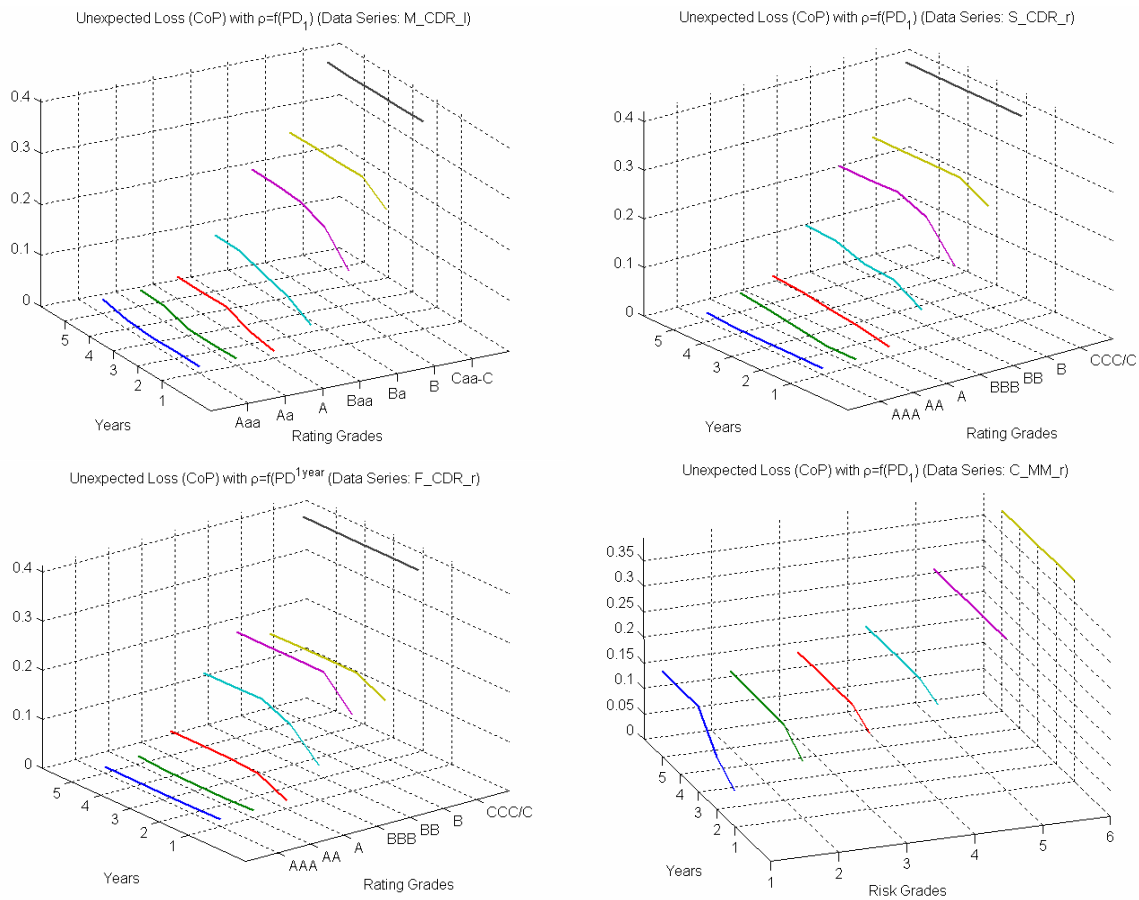 Unexpected Loss (CoP) with ρ=f(PD1) (Data Series: M_CDR_I)
0.4
0.3
0.2
0.1
0
5
4
3
2
1
Years
Aaa
Aa
A
Baa
Ba
B
Caa-C
Rating Grades
Unexpected Loss (CoP) with ρ=f(PD1) (Data Series: S_CDR_r)
0.4
0.3
0.2
0.1
0
5
4
3
2
1
Years
AAA
AA
A
BBB
BB
B
CCC/C
Rating Grades
Unexpected Loss (CoP) with ρ=f(PD1year (Data Series: F_CDR_r)
0.4
0.3
0.2
0.1
0
5
4
3
2
1
Years
AAA
AA
A
BBB
BB
B
CCC/C
Rating Grades
Unexpected Loss (CoP) with ρ=f(PD1) (Data Series: C_MM_r)
0.35
0.3
0.25
0.2
0.15
0.1
0.05
0
5
4
3
2
1
Years
1
2
3
4
5
6
Risk Grades